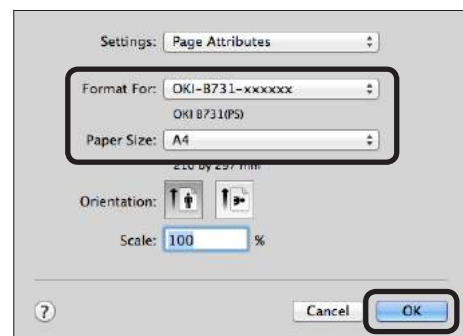 Settings: Page Attributes
Format For: OKI-B731-xxxxxx
OKI B731(PS)
Paper Size: A4
210 by 297 mm
Orientation:
Scale: 100 %
? Cancel OK